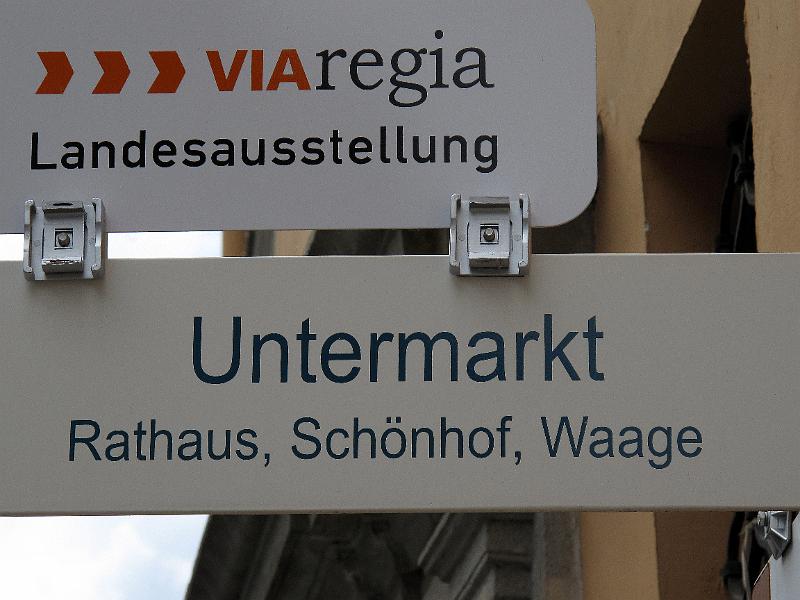 VIAregia
Landesausstellung
Untermarkt
Rathaus, Schönhof, Waage